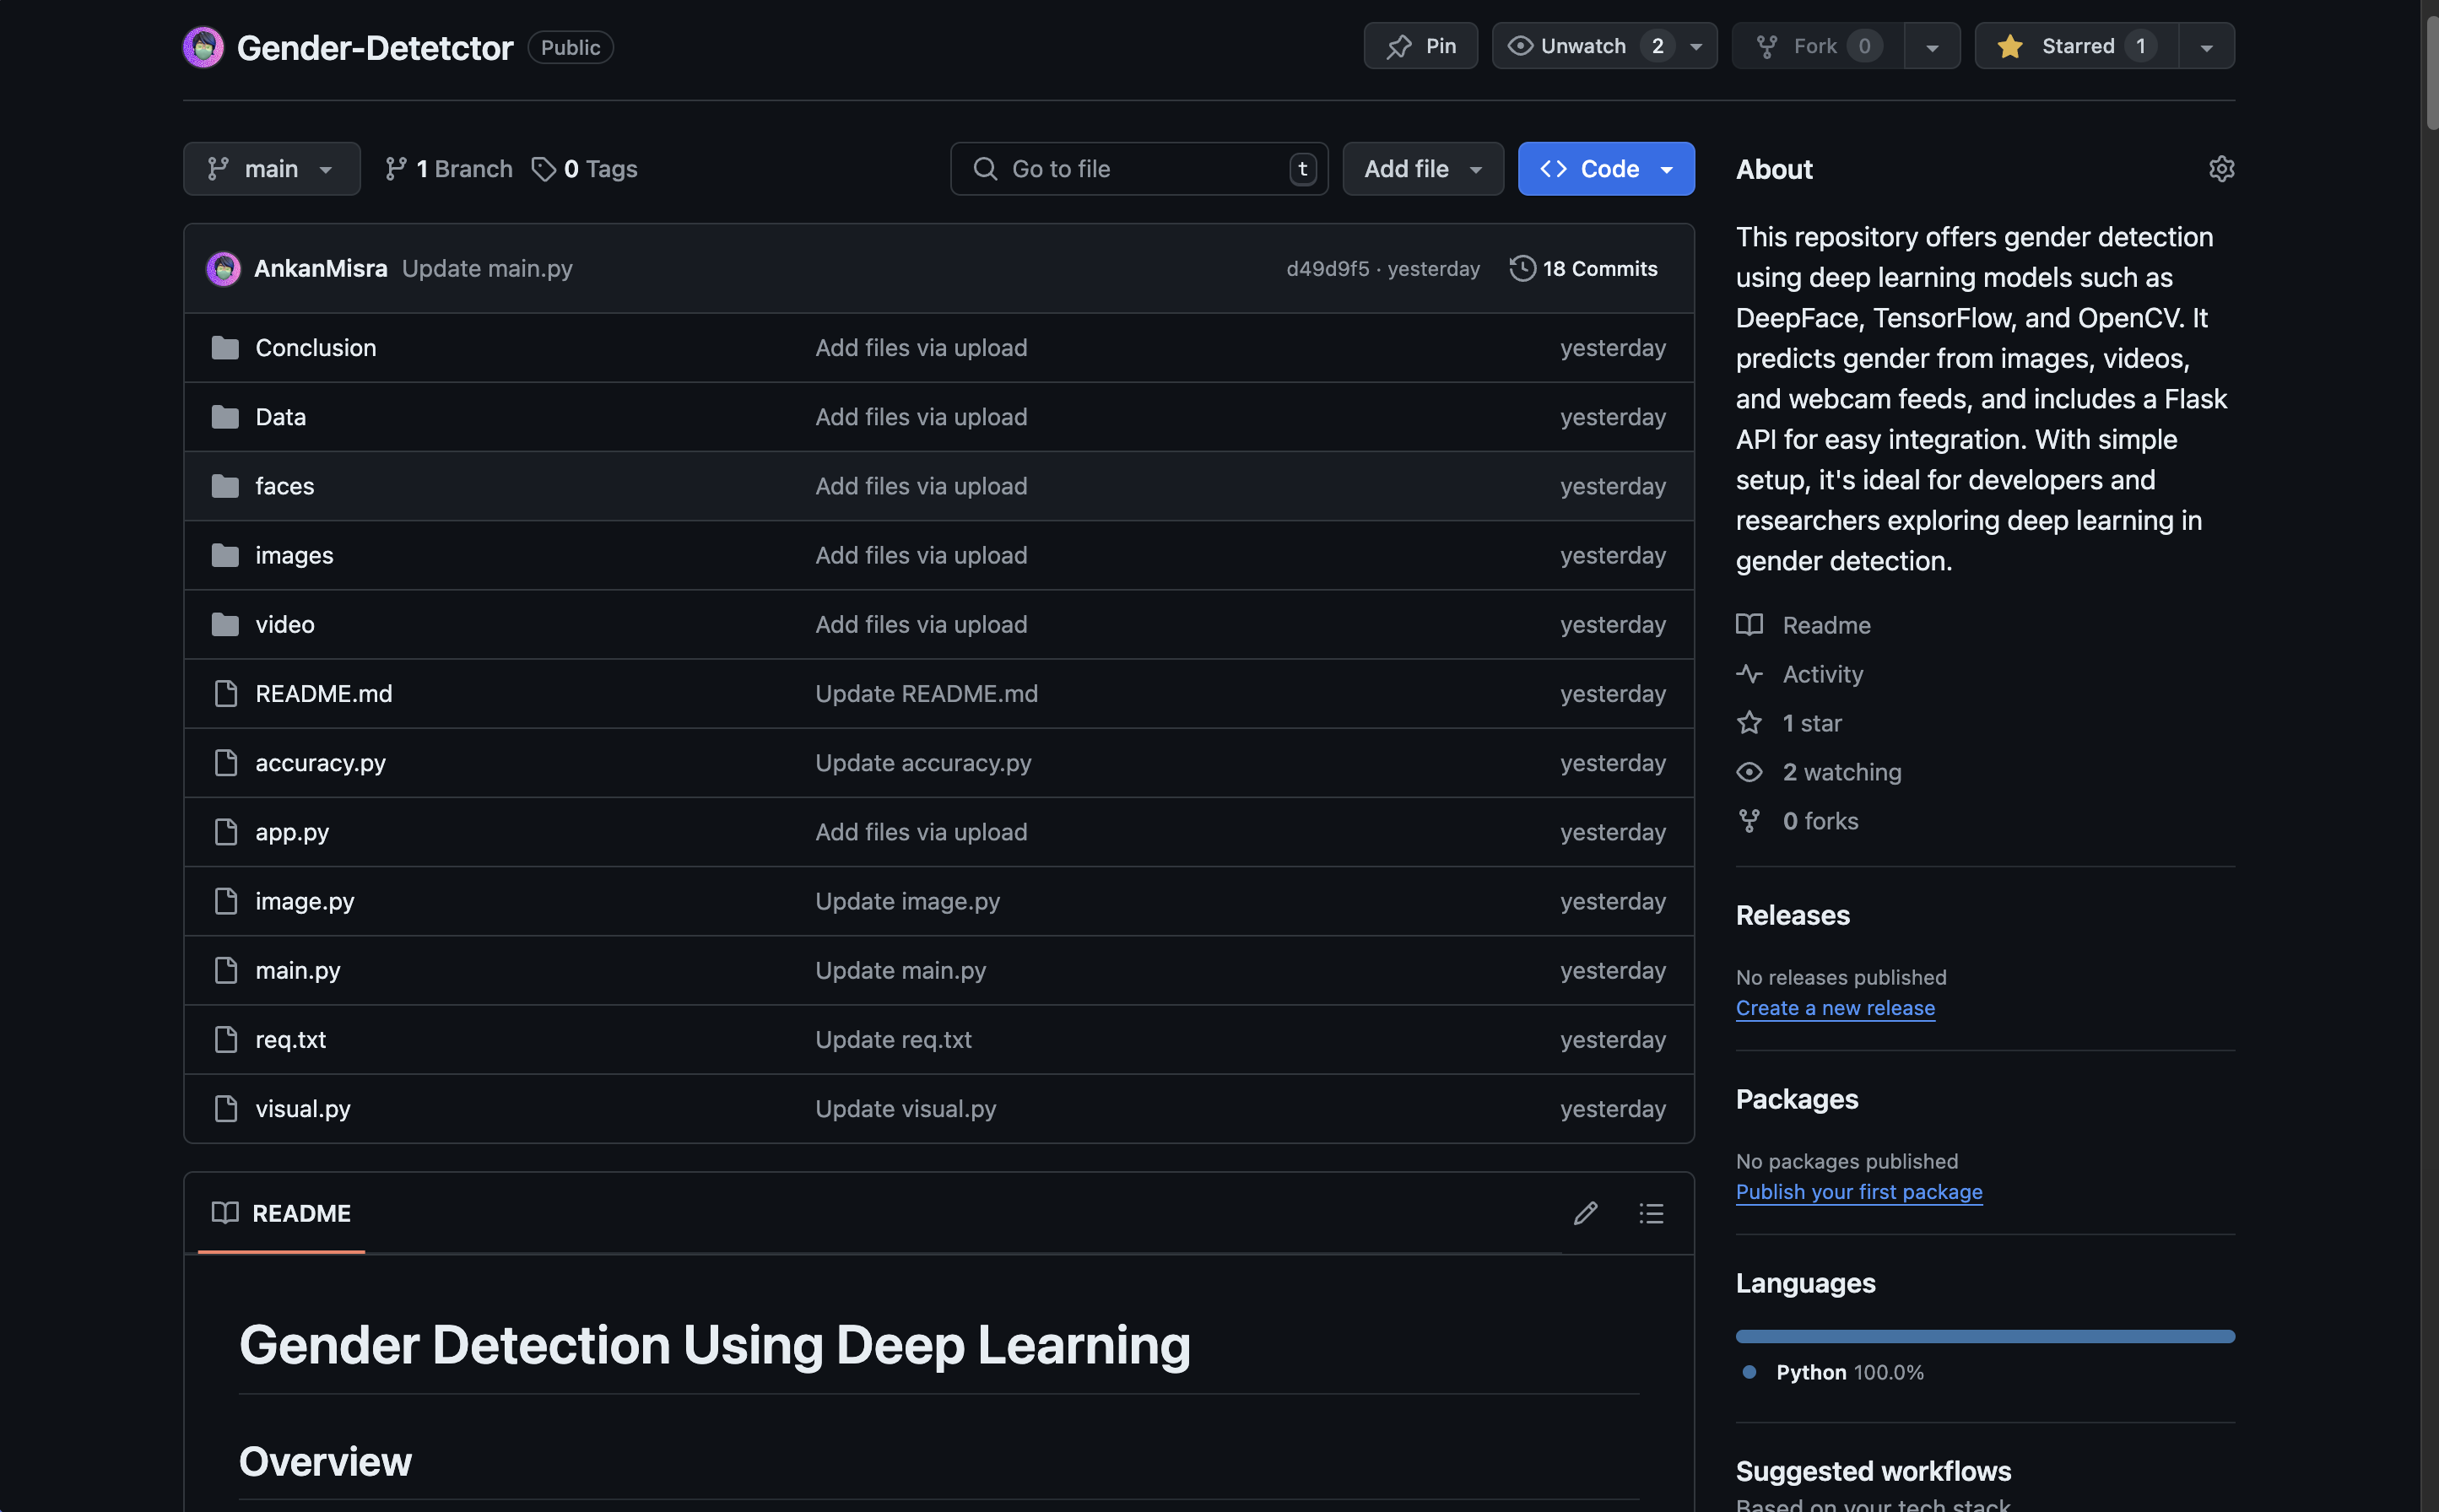 Gender-Detetctor Public
Pin
Unwatch 2
Fork 0
Starred 1
main
1 Branch
0 Tags
Go to file
t
Add file
Code
AnkanMisra Update main.py
d49d9f5 · yesterday
18 Commits
Conclusion Add files via upload yesterday
Data Add files via upload yesterday
faces Add files via upload yesterday
images Add files via upload yesterday
video Add files via upload yesterday
README.md Update README.md yesterday
accuracy.py Update accuracy.py yesterday
app.py Add files via upload yesterday
image.py Update image.py yesterday
main.py Update main.py yesterday
req.txt Update req.txt yesterday
visual.py Update visual.py yesterday
README
Gender Detection Using Deep Learning
Overview
About
This repository offers gender detection
using deep learning models such as
DeepFace, TensorFlow, and OpenCV. It
predicts gender from images, videos,
and webcam feeds, and includes a Flask
API for easy integration. With simple
setup, it's ideal for developers and
researchers exploring deep learning in
gender detection.
Readme
Activity
1 star
2 watching
0 forks
Releases
No releases published
Create a new release
Packages
No packages published
Publish your first package
Languages
Python 100.0%
Suggested workflows
Based on your tech stack